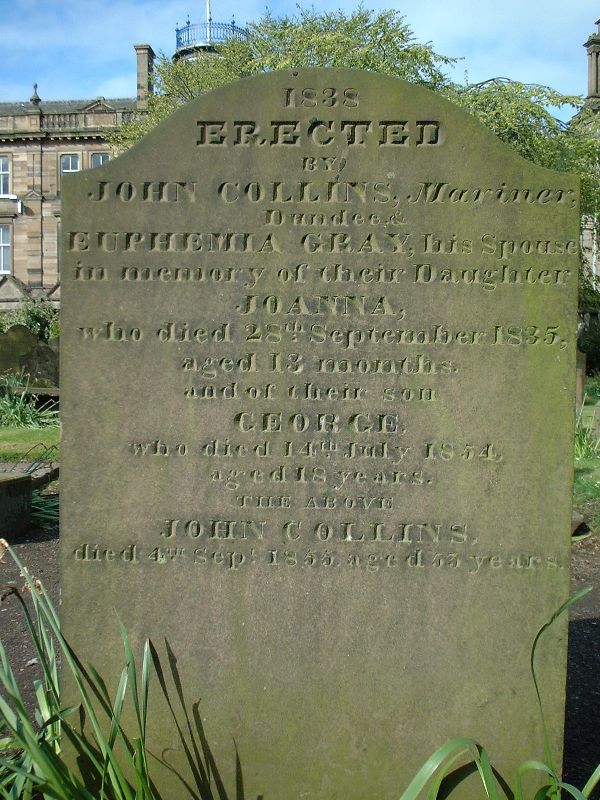 1838
ERECTED
BY
JOHN COLLINS, Mariner,
Dundee, &
EUPHEMIA GRAY, his Spouse
in memory of their Daughter
JOANNA,
who died 28th September 1835,
aged 13 months.
and of their son
GEORGE.
who died 14th July 1854,
aged 18 years.
THE ABOVE
JOHN COLLINS,
died 4th Sept 1855 aged 53 years.